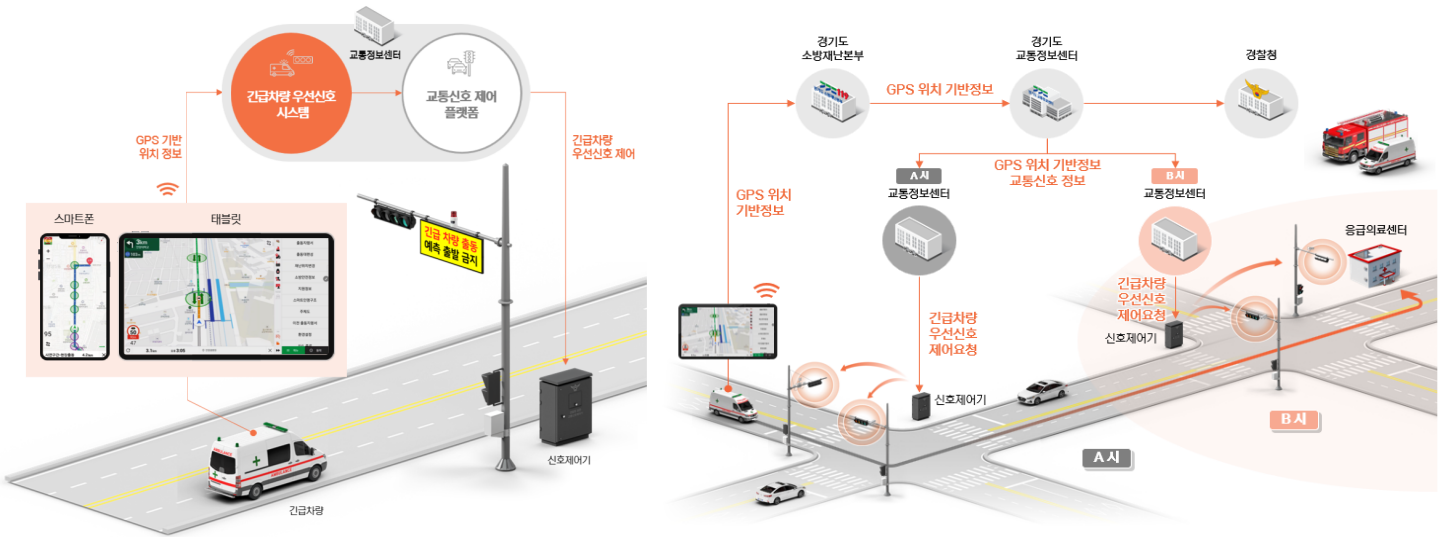 교통정보센터
긴급차량 우선신호
시스템
교통신호 제어
플랫폼
GPS 기반
위치 정보
긴급차량
우선신호 제어
스마트폰
태블릿
긴급 차량 출동
예측 출발 금지
신호제어기
긴급차량
경기도
소방재난본부
경기도
교통정보센터
경찰청
GPS 위치 기반정보
GPS 위치
기반정보
GPS 위치 기반정보
교통신호 정보
A시
교통정보센터
B시
교통정보센터
응급의료센터
긴급차량
우선신호
제어요청
긴급차량
우선신호
제어요청
신호제어기
신호제어기
A시
B시